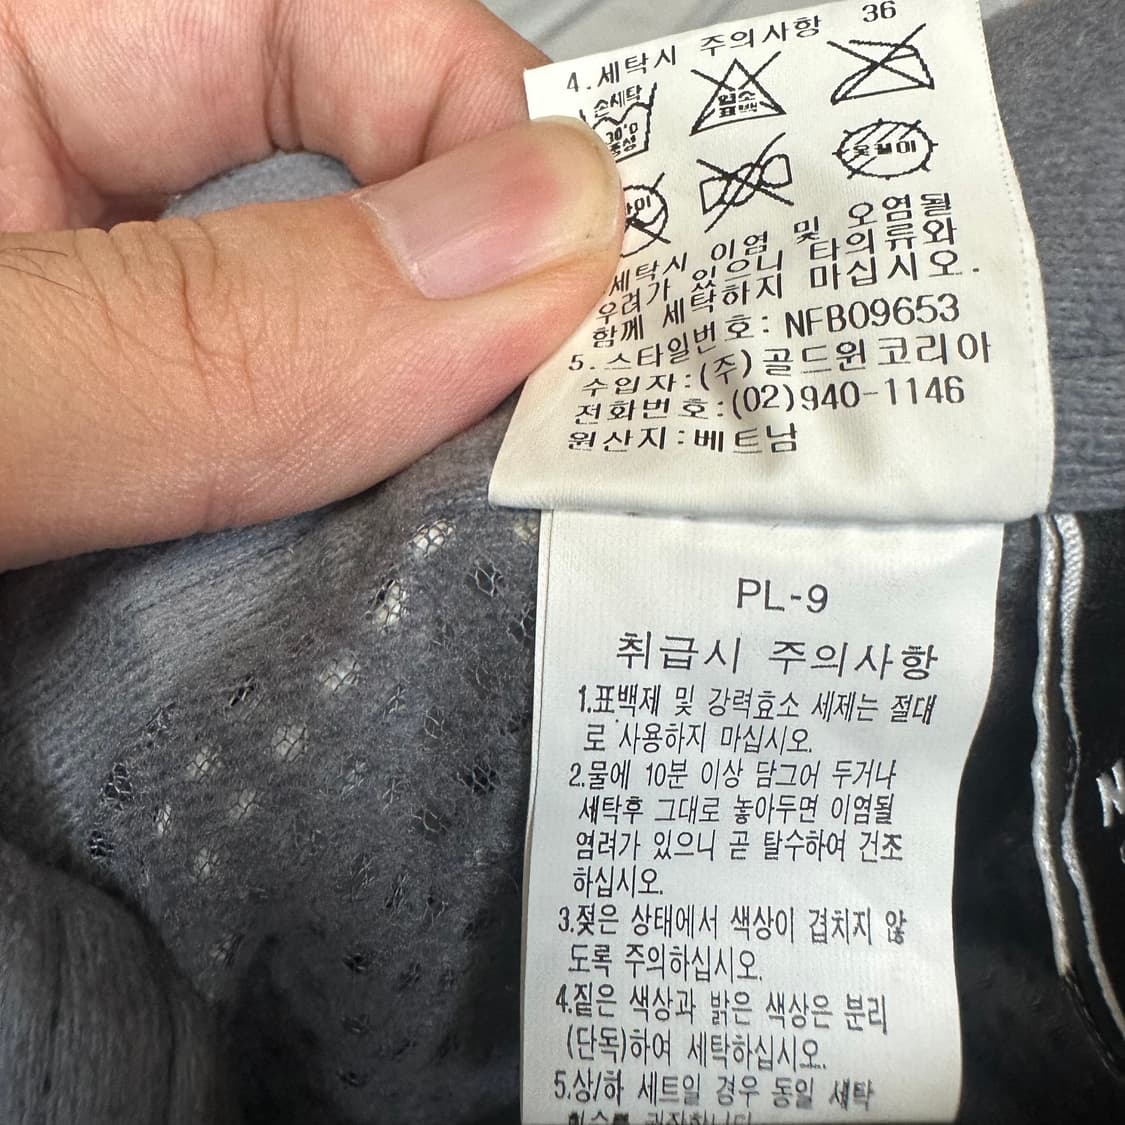 36
4.세탁시 주의사항
손세탁
30'C
중성
염소
표백
옷걸이
세탁시 이염 및 오염될
우려가 있으니 타의류와
함께 세탁하지 마십시오.
5.스타일번호:NFB09653
수입자:(주)골드윈코리아
전화번호:(02)940-1146
원산지:베트남
PL-9
취급시 주의사항
1.표백제 및 강력효소 세제는 절대
로 사용하지 마십시오.
2.물에 10분 이상 담그어 두거나
세탁후 그대로 놓아두면 이염될
염려가 있으니 곧 탈수하여 건조
하십시오.
3.젖은 상태에서 색상이 겹치지 않
도록 주의하십시오.
4.짙은 색상과 밝은 색상은 분리
(단독)하여 세탁하십시오.
5.상/하 세트일 경우 동일 세탁